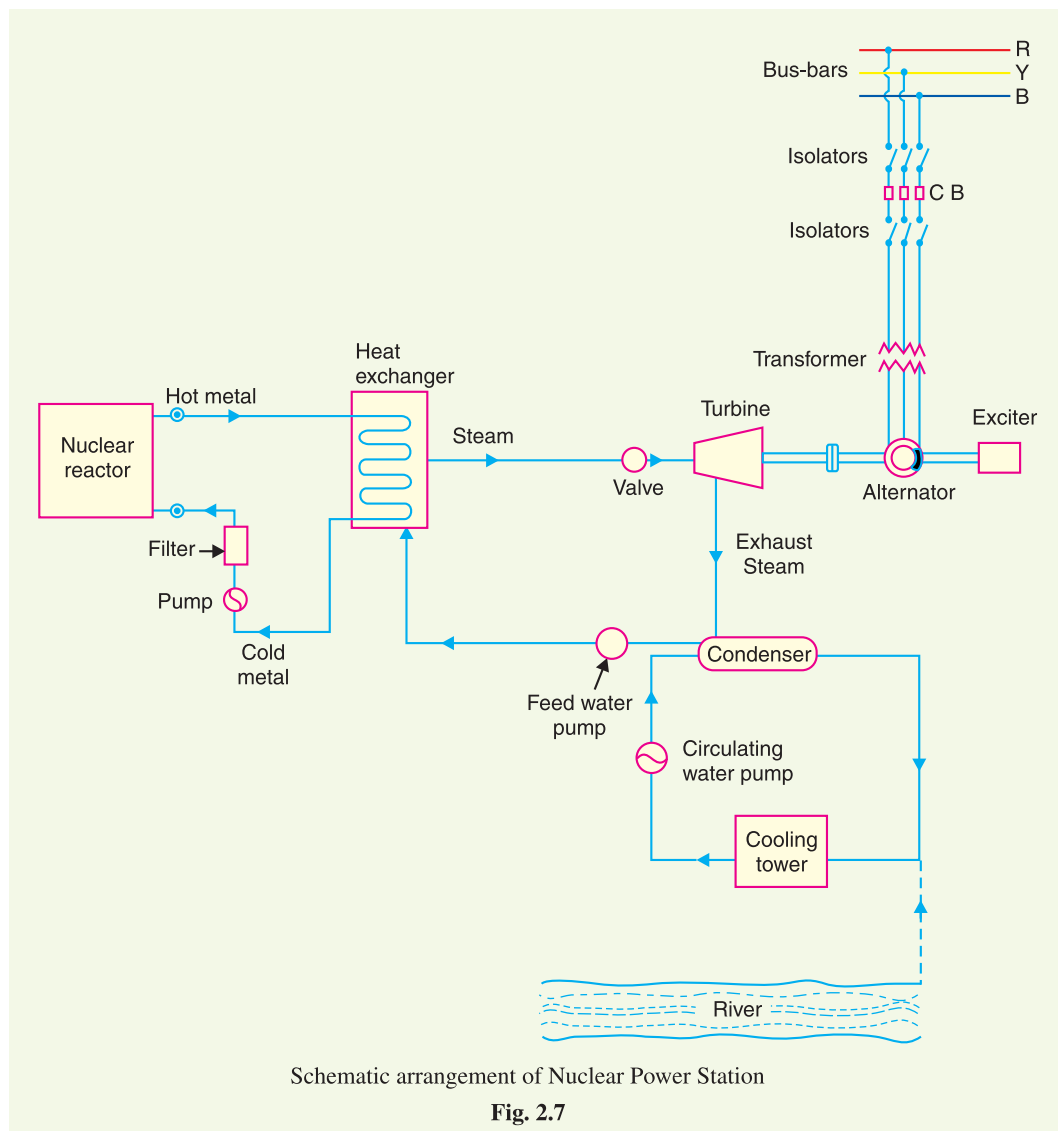 R
Bus-bars
Y
B
Isolators
C B
Isolators
Heat
exchanger
Transformer
Hot metal
Turbine
Exciter
Nuclear
reactor
Steam
Valve
Alternator
Filter
Exhaust
Steam
Pump
Cold
metal
Condenser
Feed water
pump
Circulating
water pump
Cooling
tower
River
Schematic arrangement of Nuclear Power Station
Fig. 2.7